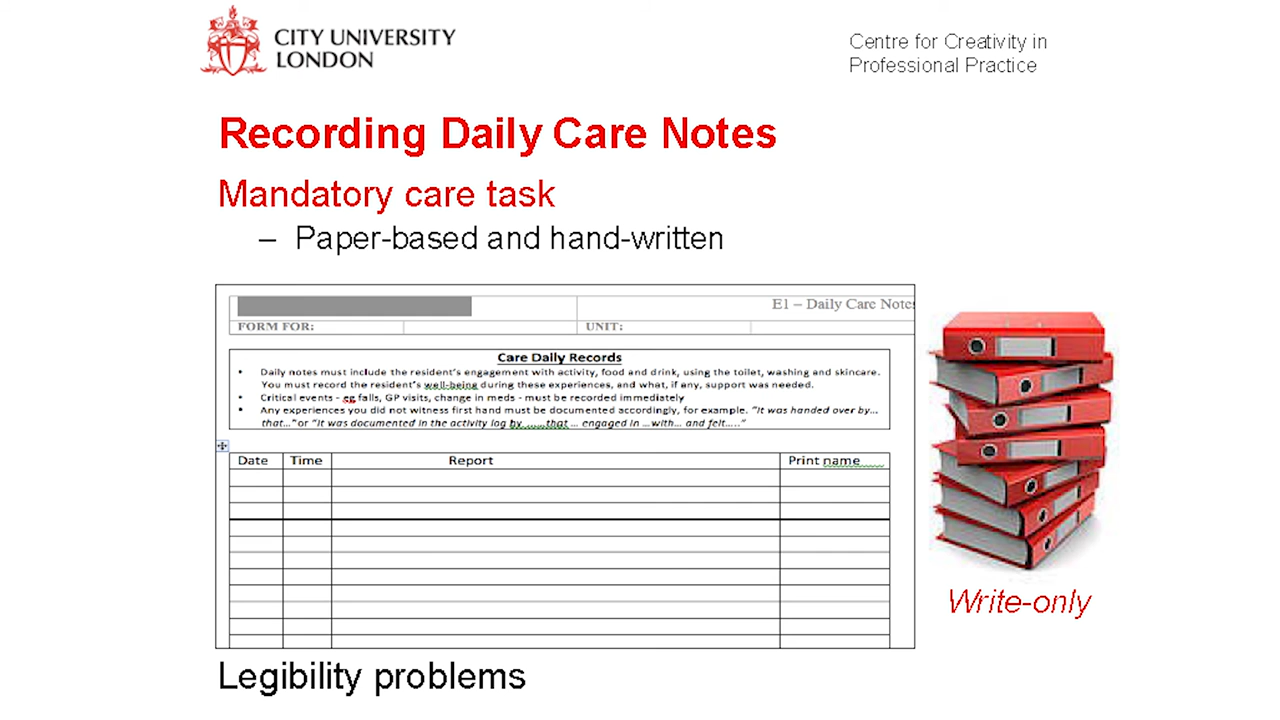 CITY UNIVERSITY
LONDON
Centre for Creativity in
Professional Practice
Recording Daily Care Notes
Mandatory care task
– Paper-based and hand-written
E1 – Daily Care Notes
FORM FOR:
UNIT:
Care Daily Records
• Daily notes must include the resident's engagement with activity, food and drink, using the toilet, washing and skincare.
You must record the resident's well-being during these experiences, and what, if any, support was needed.
• Critical events - eg falls, GP visits, change in meds - must be recorded immediately
• Any experiences you did not witness first hand must be documented accordingly, for example. "It was handed over by…
that…" or "it was documented in the activity log by ……that … engaged in …with… and felt….."
Date Time Report Print name
Write-only
Legibility problems